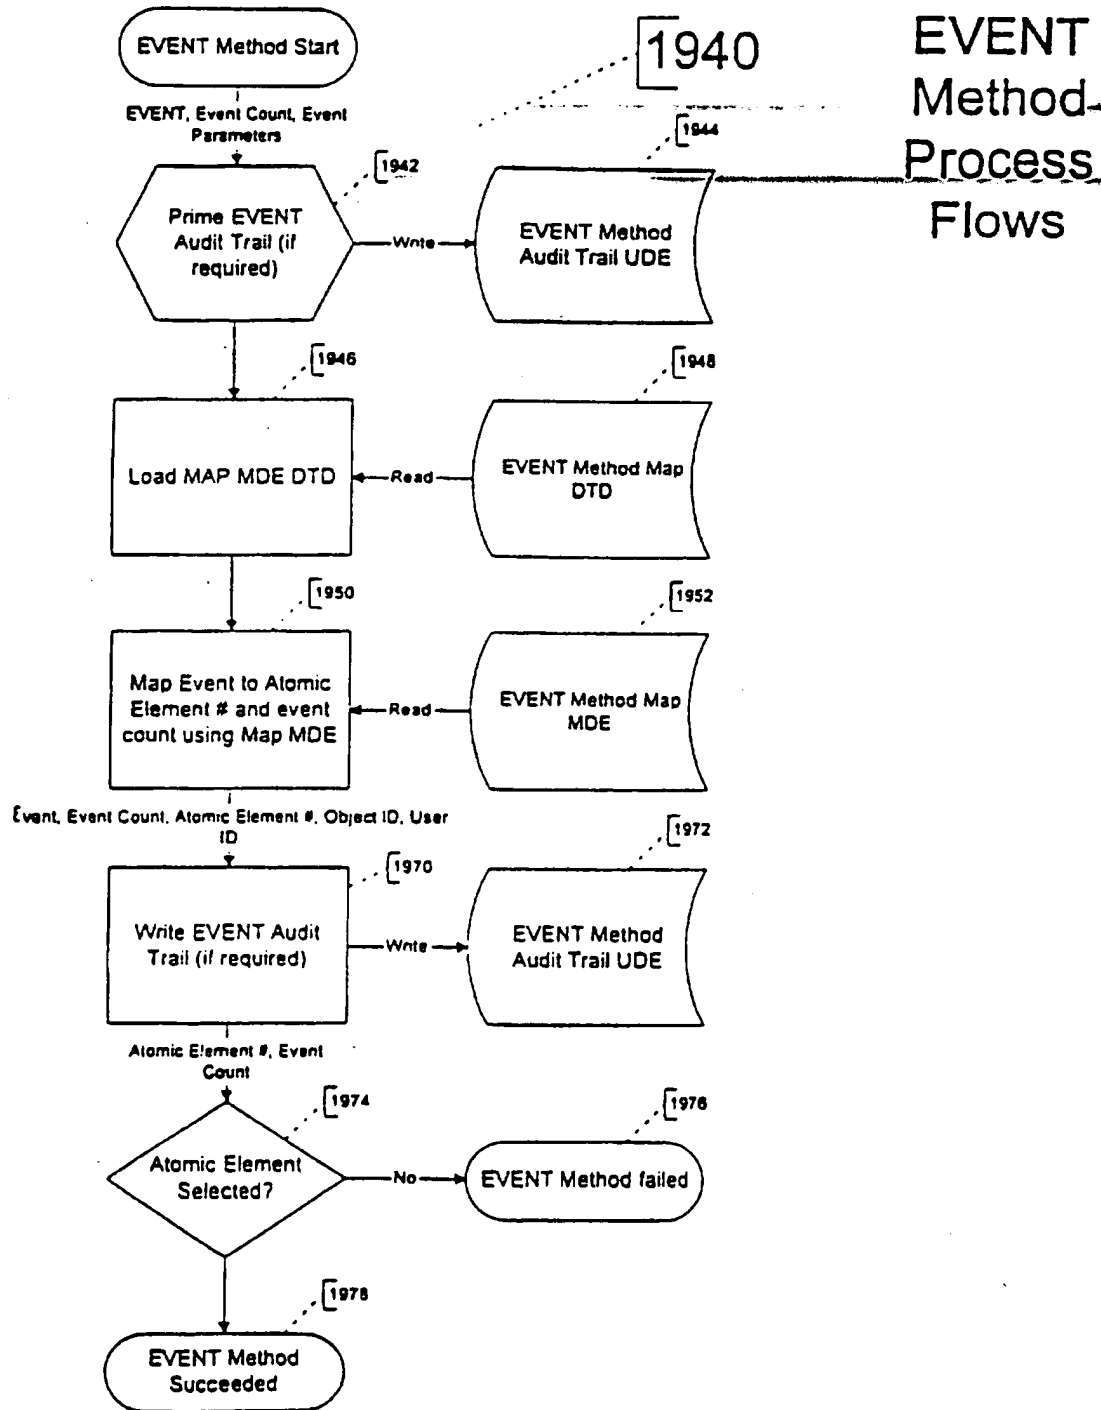 EVENT Method Start
1940
EVENT
Method
Process
Flows
EVENT, Event Count, Event
Parameters
1942
1944
Prime EVENT
Audit Trail (if
required)
Write
EVENT Method
Audit Trail UDE
1946
1948
Load MAP MDE DTD
Read
EVENT Method Map
DTD
1950
1952
Map Event to Atomic
Element # and event
count using Map MDE
Read
EVENT Method Map
MDE
Event, Event Count, Atomic Element #, Object ID, User
ID
1970
1972
Write EVENT Audit
Trail (if required)
Write
EVENT Method
Audit Trail UDE
Atomic Element #, Event
Count
1974
1976
Atomic Element
Selected?
No
EVENT Method failed
1978
EVENT Method
Succeeded